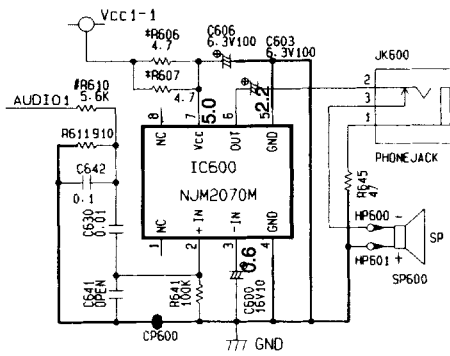 VCC1-1
*R606
4.7
C606
6.3V100
C603
6.3V100
JK600
*R607
4.7
#R610
5.6K
AUDIO1
5.0
2.2
2
3
1
8
7
6
5
NC
VCC
OUT
GND
R611 910
PHONEJACK
C642
0.1
IC600
NJM2070M
R645
47
C630
0.01
NC
+IN
-IN
GND
HP600
-
SP
1
2
3
4
HP601
+
SP600
0.6
C641
OPEN
R641
100K
C600
16V10
CP600
GND